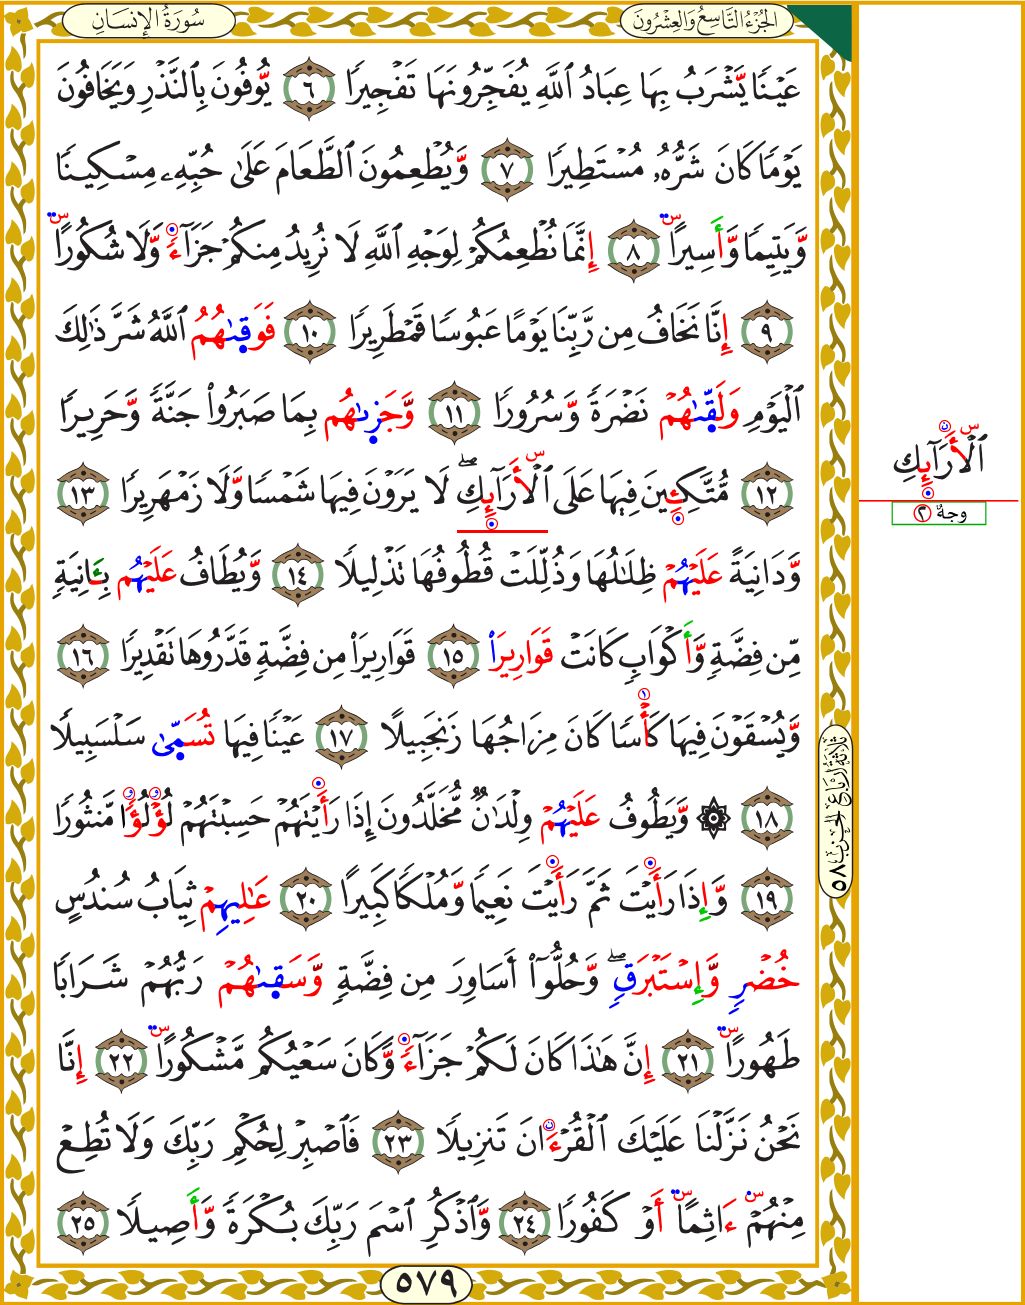 سُورَةُ الإِنسَانِ
الجُزْءُ التَّاسِعُ وَالعِشْرُونَ
عَيْنٗا يَّشْرَبُ بِهَا عِبَادُ ٱللَّهِ يُفَجِّرُونَهَا تَفْجِيرٗا ٦ يُّوفُونَ بِٱلنَّذْرِ وَيَخَافُونَ
يَوْمٗا كَانَ شَرُّهُۥ مُسْتَطِيرٗا ٧ وَّيُطْعِمُونَ ٱلطَّعَامَ عَلَىٰ حُبِّهِۦ مِسْكِينٗا
وَّيَتِيمٗا وَّأَسِيرًا ٨ إِنَّمَا نُطْعِمُكُمْ لِوَجْهِ ٱللَّهِ لَا نُرِيدُ مِنكُمْ جَزَآءٗ وَّلَا شُكُورًا
٩ إِنَّا نَخَافُ مِن رَّبِّنَا يَوْمًا عَبُوسٗا قَمْطَرِيرٗا ١٠ فَوَقِىٰهُمُ ٱللَّهُ شَرَّ ذَٰلِكَ
ٱلْيَوْمِ وَلَقِّىٰهُمْ نَضْرَةٗ وَّسُرُورٗا ١١ وَّجَزِىٰهُم بِمَا صَبَرُوا۟ جَنَّةٗ وَّحَرِيرٗا
١٢ مُّتَّكِـِٔينَ فِيهَا عَلَى ٱلْأَرَآئِكِۖ لَا يَرَوْنَ فِيهَا شَمْسٗا وَّلَا زَمْهَرِيرٗا ١٣
وَّدَانِيَةً عَلَيْهُمْ ظِلَٰلُهَا وَذُلِّلَتْ قُطُوفُهَا تَذْلِيلٗا ١٤ وَّيُطَافُ عَلَيْهُم بِـَٔانِيَةٖ
مِّن فِضَّةٖ وَّأَكْوَابٖ كَانَتْ قَوَارِيرَا۟ ١٥ قَوَارِيرَا۟ مِن فِضَّةٖ قَدَّرُوهَا تَقْدِيرٗا ١٦
وَّيُسْقَوْنَ فِيهَا كَأْسٗا كَانَ مِزَاجُهَا زَنجَبِيلًا ١٧ عَيْنٗا فِيهَا تُسَمِّىٰ سَلْسَبِيلٗا
١٨ ۞ وَّيَطُوفُ عَلَيْهُمْ وِلْدَٰنٌ مُّخَلَّدُونَ إِذَا رَأَيْتَهُمْ حَسِبْتَهُمْ لُؤْلُؤٗا مَّنثُورٗا
١٩ وَّإِذَا رَأَيْتَ ثَمَّ رَأَيْتَ نَعِيمٗا وَّمُلْكٗا كَبِيرًا ٢٠ عَٰلِيهِمْ ثِيَابُ سُندُسٍ
خُضْرٖ وَّإِسْتَبْرَقٖۖ وَّحُلُّوٓا۟ أَسَاوِرَ مِن فِضَّةٖ وَّسَقِىٰهُمْ رَبُّهُمْ شَرَابٗا
طَهُورًا ٢١ إِنَّ هَٰذَا كَانَ لَكُمْ جَزَآءٗ وَّكَانَ سَعْيُكُم مَّشْكُورًا ٢٢ إِنَّا
نَحْنُ نَزَّلْنَا عَلَيْكَ ٱلْقُرْءَانَ تَنزِيلٗا ٢٣ فَٱصْبِرْ لِحُكْمِ رَبِّكَ وَلَا تُطِعْ
مِنْهُمْ ءَاثِمًا أَوْ كَفُورٗا ٢٤ وَّٱذْكُرِ ٱسْمَ رَبِّكَ بُكْرَةٗ وَّأَصِيلٗا ٢٥
٥٧٩
ٱلْأَرَآئِكِ
وجهٌ ٣
ثَلَاثَةُ أَرْبَاعِ الحِزْبِ ٥٨